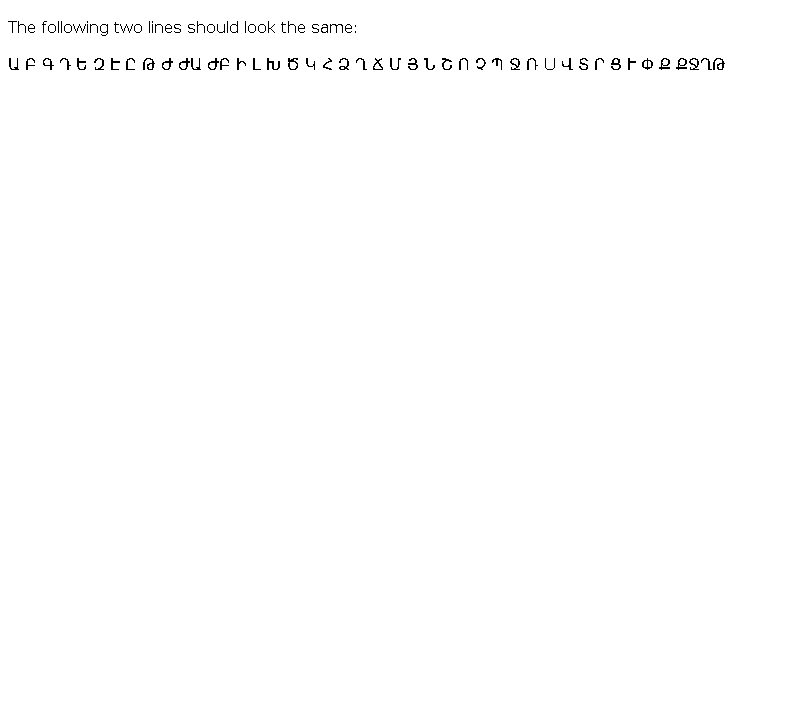 The following two lines should look the same:
Ա Բ Գ Դ Ե Զ Է Ը Թ Ժ ԺԱ ԺԲ Ի Լ Խ Ծ Կ Հ Ձ Ղ Ճ Մ Յ Ն Շ Ո Չ Պ Ջ Ռ Ս Վ Տ Ր Ց Ւ Փ Ք ՔՋՂԹ